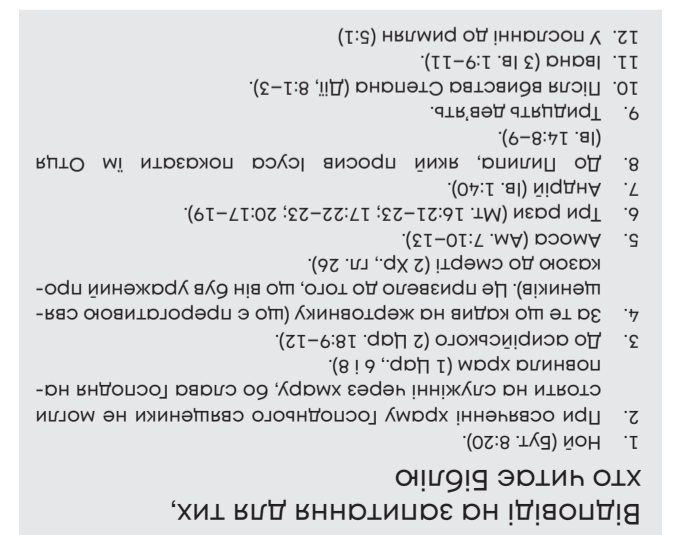 Відповіді на запитання для тих,
хто читає Біблію
1. Ной (Бут. 8:20).
2. При освяченні храму Господнього священики не могли
стояти на служінні через хмару, бо слава Господня на-
повнила храм (1 Цар., 6 і 8).
3. До асирійського (2 Цар. 18:9–12).
4. За те що кадив на жертовнику (що є прерогативою свя-
щеників). Це призвело до того, що він був уражений про-
казою до смерті (2 Хр., гл. 26).
5. Амоса (Ам. 7:10–13).
6. Три рази (Мт. 16:21–23; 17:22–23; 20:17–19).
7. Андрій (Ів. 1:40).
8. До Пилипа, який просив Ісуса показати їм Отця
(Ів. 14:8–9).
9. Тридцять дев’ять.
10. Після вбивства Степана (Дії, 8:1–3).
11. Івана (3 Ів. 1:9–11).
12. У посланні до римлян (5:1)